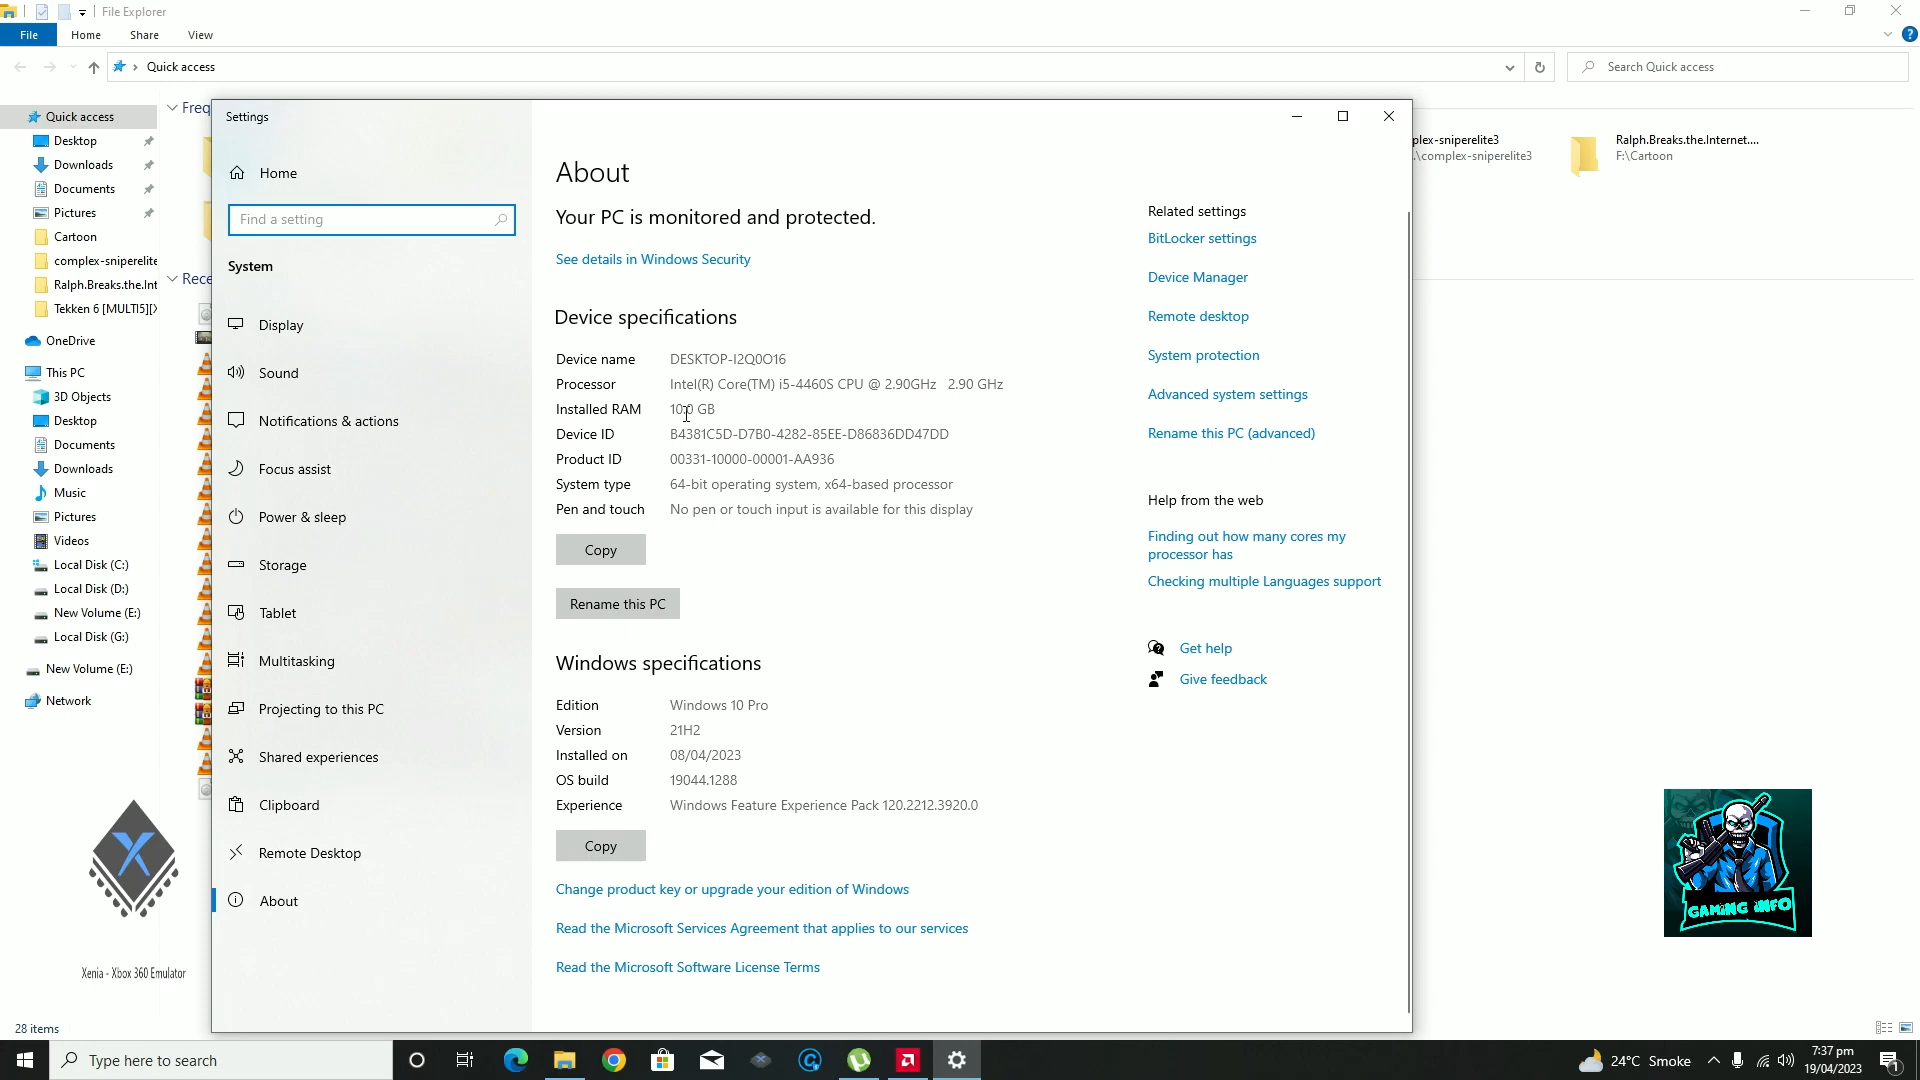 File Explorer
File Home Share View
Quick access
Search Quick access
Quick access
Desktop
Downloads
Documents
Pictures
Cartoon
complex-sniperelite
Ralph.Breaks.the.Int
Tekken 6 [MULTI5][X
OneDrive
This PC
3D Objects
Desktop
Documents
Downloads
Music
Pictures
Videos
Local Disk (C:)
Local Disk (D:)
New Volume (E:)
Local Disk (G:)
New Volume (E:)
Network
Xenia - Xbox 360 Emulator
28 items
Freq
Rece
plex-sniperelite3
.\complex-sniperelite3
Ralph.Breaks.the.Internet....
F:\Cartoon
Settings
Home
Find a setting
System
Display
Sound
Notifications & actions
Focus assist
Power & sleep
Storage
Tablet
Multitasking
Projecting to this PC
Shared experiences
Clipboard
Remote Desktop
About
About
Your PC is monitored and protected.
See details in Windows Security
Device specifications
Device name DESKTOP-I2Q0O16
Processor Intel(R) Core(TM) i5-4460S CPU @ 2.90GHz 2.90 GHz
Installed RAM 10.0 GB
Device ID B4381C5D-D7B0-4282-85EE-D86836DD47DD
Product ID 00331-10000-00001-AA936
System type 64-bit operating system, x64-based processor
Pen and touch No pen or touch input is available for this display
Copy
Rename this PC
Windows specifications
Edition Windows 10 Pro
Version 21H2
Installed on 08/04/2023
OS build 19044.1288
Experience Windows Feature Experience Pack 120.2212.3920.0
Copy
Change product key or upgrade your edition of Windows
Read the Microsoft Services Agreement that applies to our services
Read the Microsoft Software License Terms
Related settings
BitLocker settings
Device Manager
Remote desktop
System protection
Advanced system settings
Rename this PC (advanced)
Help from the web
Finding out how many cores my
processor has
Checking multiple Languages support
Get help
Give feedback
GAMING INFO
Type here to search
24°C Smoke
7:37 pm
19/04/2023
1